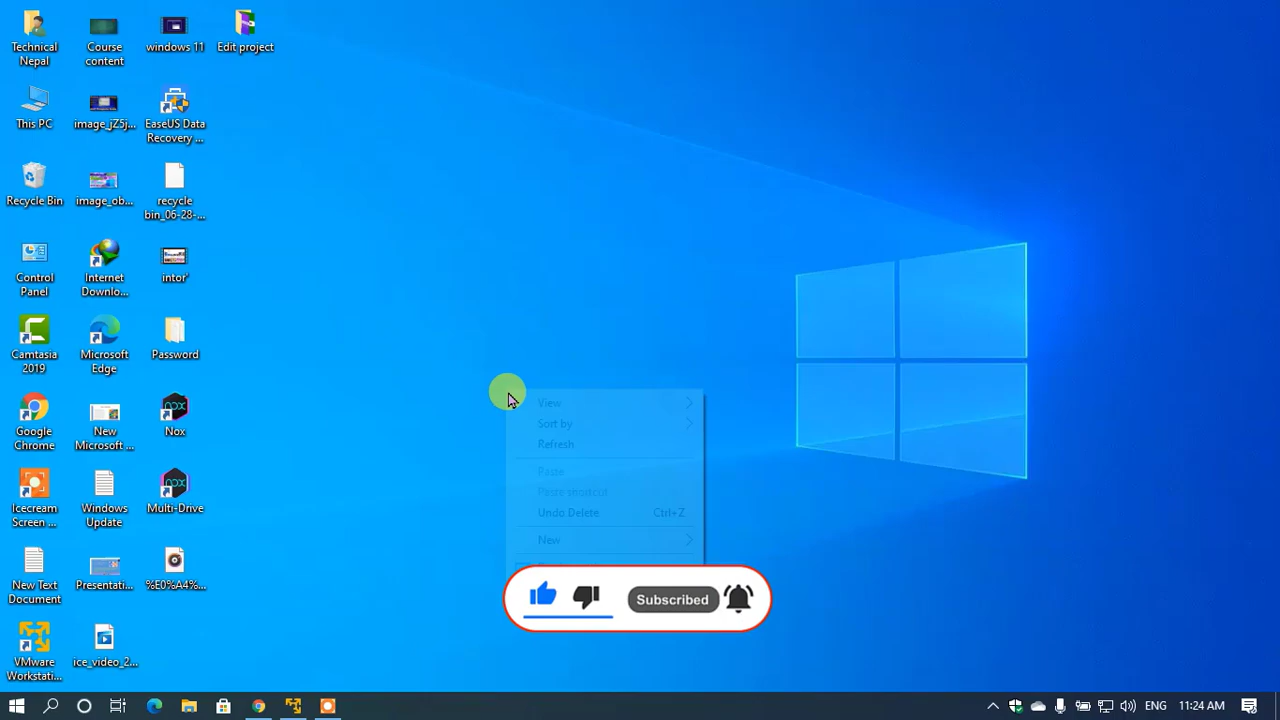 Technical
Nepal
Course
content
windows 11
Edit project
This PC
image_jZ5j...
EaseUS Data
Recovery ...
Recycle Bin
image_ob...
recycle
bin_06-28-...
Control
Panel
Internet
Downlo...
intor'
Camtasia
2019
Microsoft
Edge
Password
Google
Chrome
New
Microsoft ...
Nox
Icecream
Screen ...
Windows
Update
Multi-Drive
New Text
Document
Presentati...
%E0%A4%...
VMware
Workstati...
ice_video_2...
View
Sort by
Refresh
Paste
Paste shortcut
Undo Delete Ctrl+Z
New
Subscribed
ENG 11:24 AM